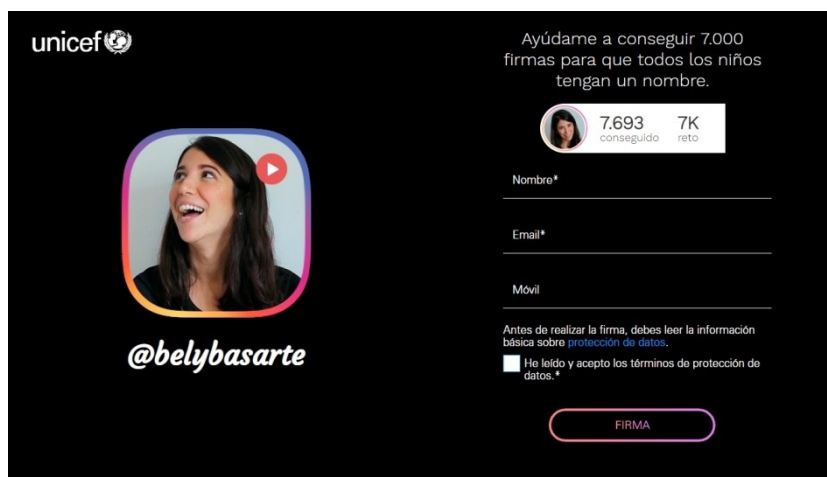 unicef
@belybasarte
Ayúdame a conseguir 7.000
firmas para que todos los niños
tengan un nombre.
7.693 7K
conseguido reto
Nombre*
Email*
Móvil
Antes de realizar la firma, debes leer la información
básica sobre protección de datos.
He leído y acepto los términos de protección de
datos.*
FIRMA